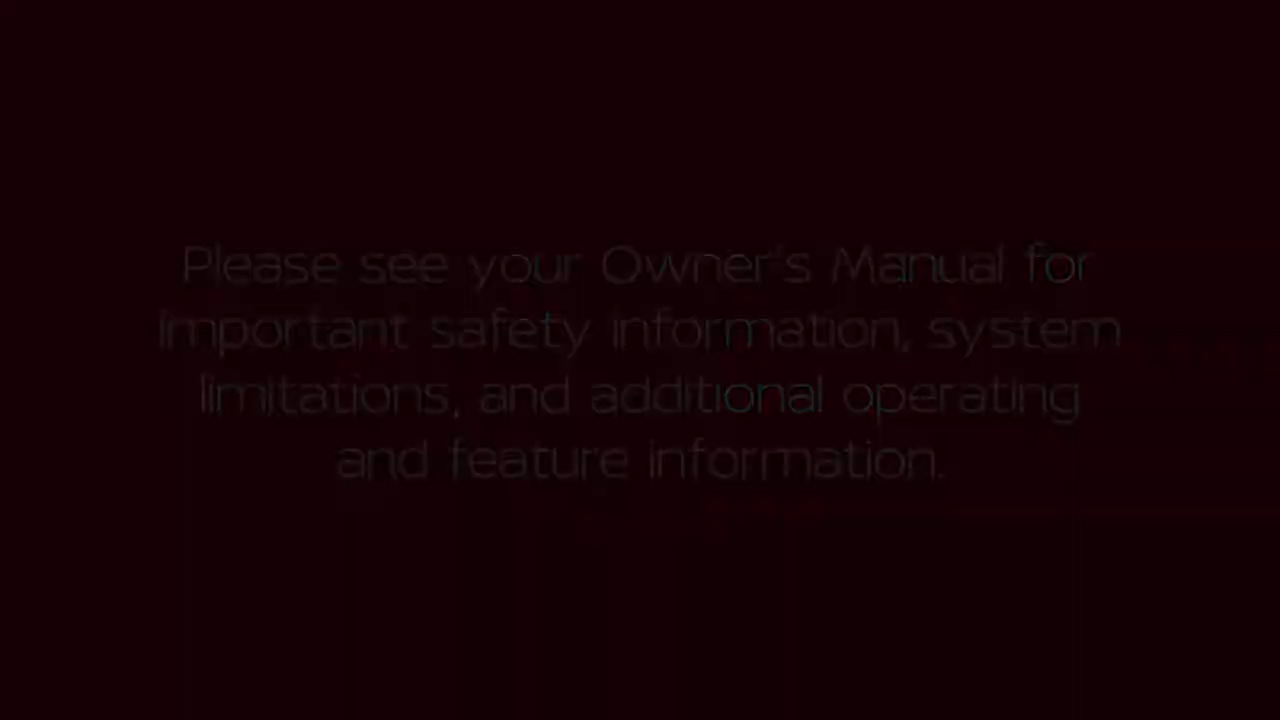 Please see your Owner's Manual for
important safety information, system
limitations, and additional operating
and feature information.